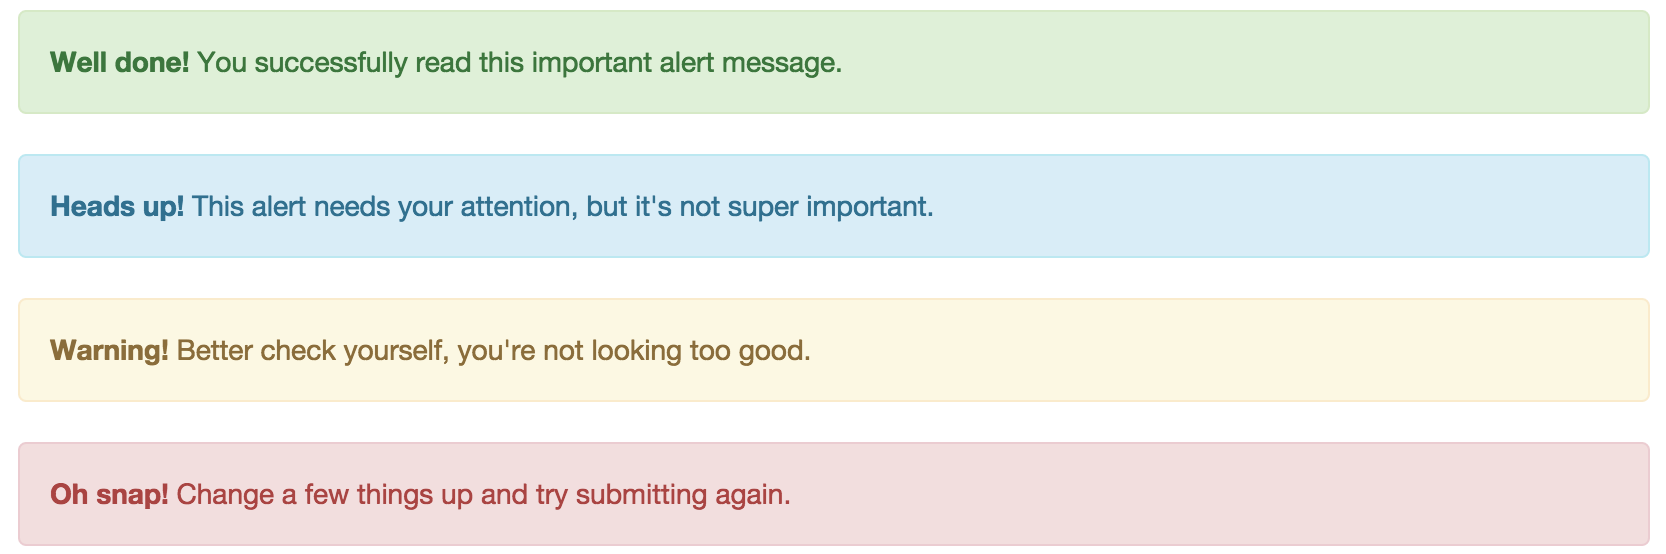 Well done! You successfully read this important alert message.
Heads up! This alert needs your attention, but it's not super important.
Warning! Better check yourself, you're not looking too good.
Oh snap! Change a few things up and try submitting again.